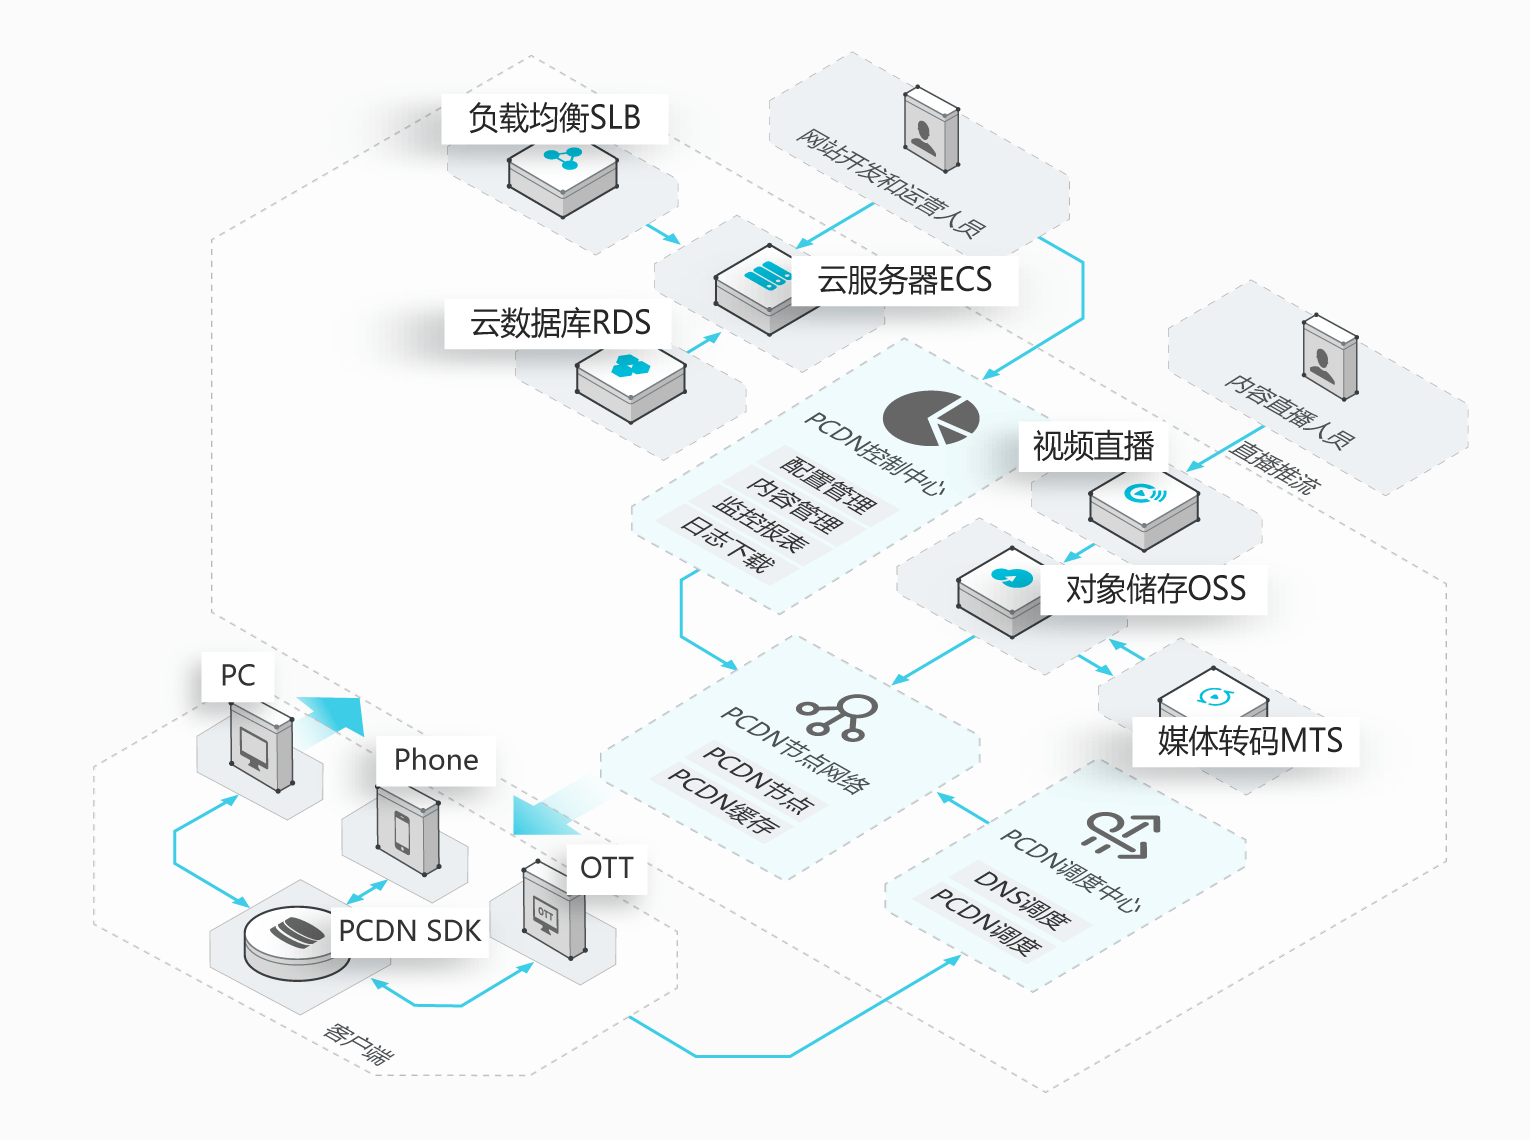 负载均衡SLB
网站开发和运营人员
云服务器ECS
云数据库RDS
内容直播人员
直播推流
PCDN控制中心
配置管理
内容管理
监控报表
日志下载
视频直播
对象储存OSS
媒体转码MTS
PC
Phone
PCDN节点网络
PCDN节点
PCDN缓存
OTT
OTT
PCDN调度中心
DNS调度
PCDN调度
PCDN SDK
客户端